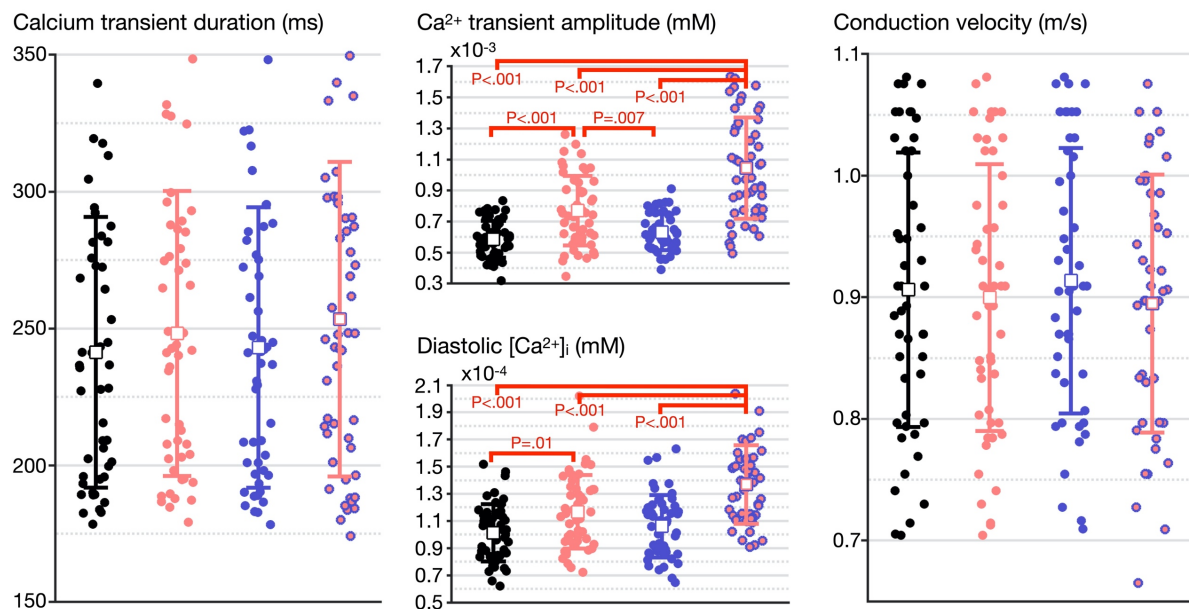 Calcium transient duration (ms)
350
300
250
200
150
Ca²⁺ transient amplitude (mM)
x10⁻³
1.7
1.5
1.3
1.1
0.9
0.7
0.5
0.3
P<.001
P<.001
P<.001
P<.001
P=.007
Diastolic [Ca²⁺]ᵢ (mM)
x10⁻⁴
2.1
1.9
1.7
1.5
1.3
1.1
0.9
0.7
0.5
P<.001
P<.001
P<.001
P=.01
Conduction velocity (m/s)
1.1
1.0
0.9
0.8
0.7